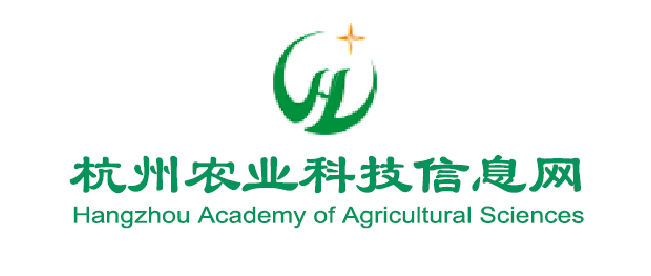 杭州农业科技信息网
Hangzhou Academy of Agricultural Sciences